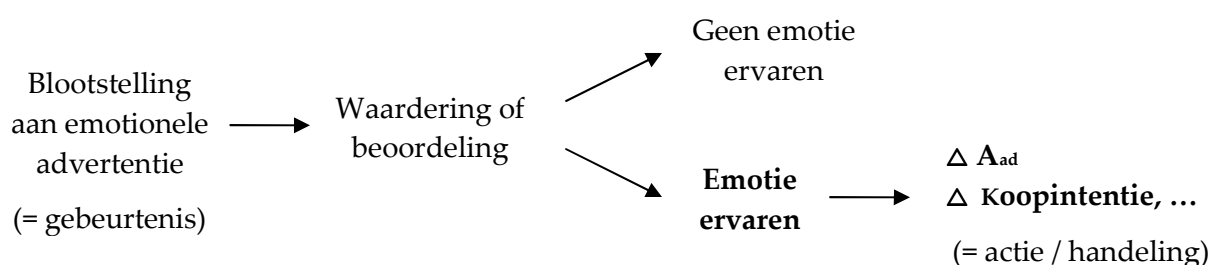 Blootstelling
aan emotionele
advertentie
(= gebeurtenis)
Waardering of
beoordeling
Geen emotie
ervaren
Emotie
ervaren
△ Aad
△ Koopintentie, …
(= actie / handeling)